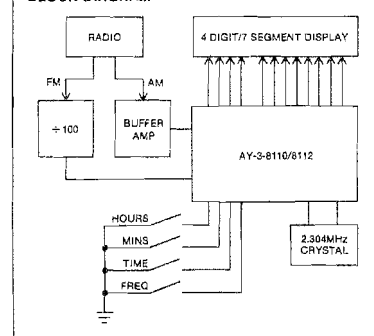 RADIO
4 DIGIT/7 SEGMENT DISPLAY
FM
AM
÷100
BUFFER
AMP
AY-3-8110/8112
HOURS
MINS
TIME
FREQ
2.304MHz
CRYSTAL